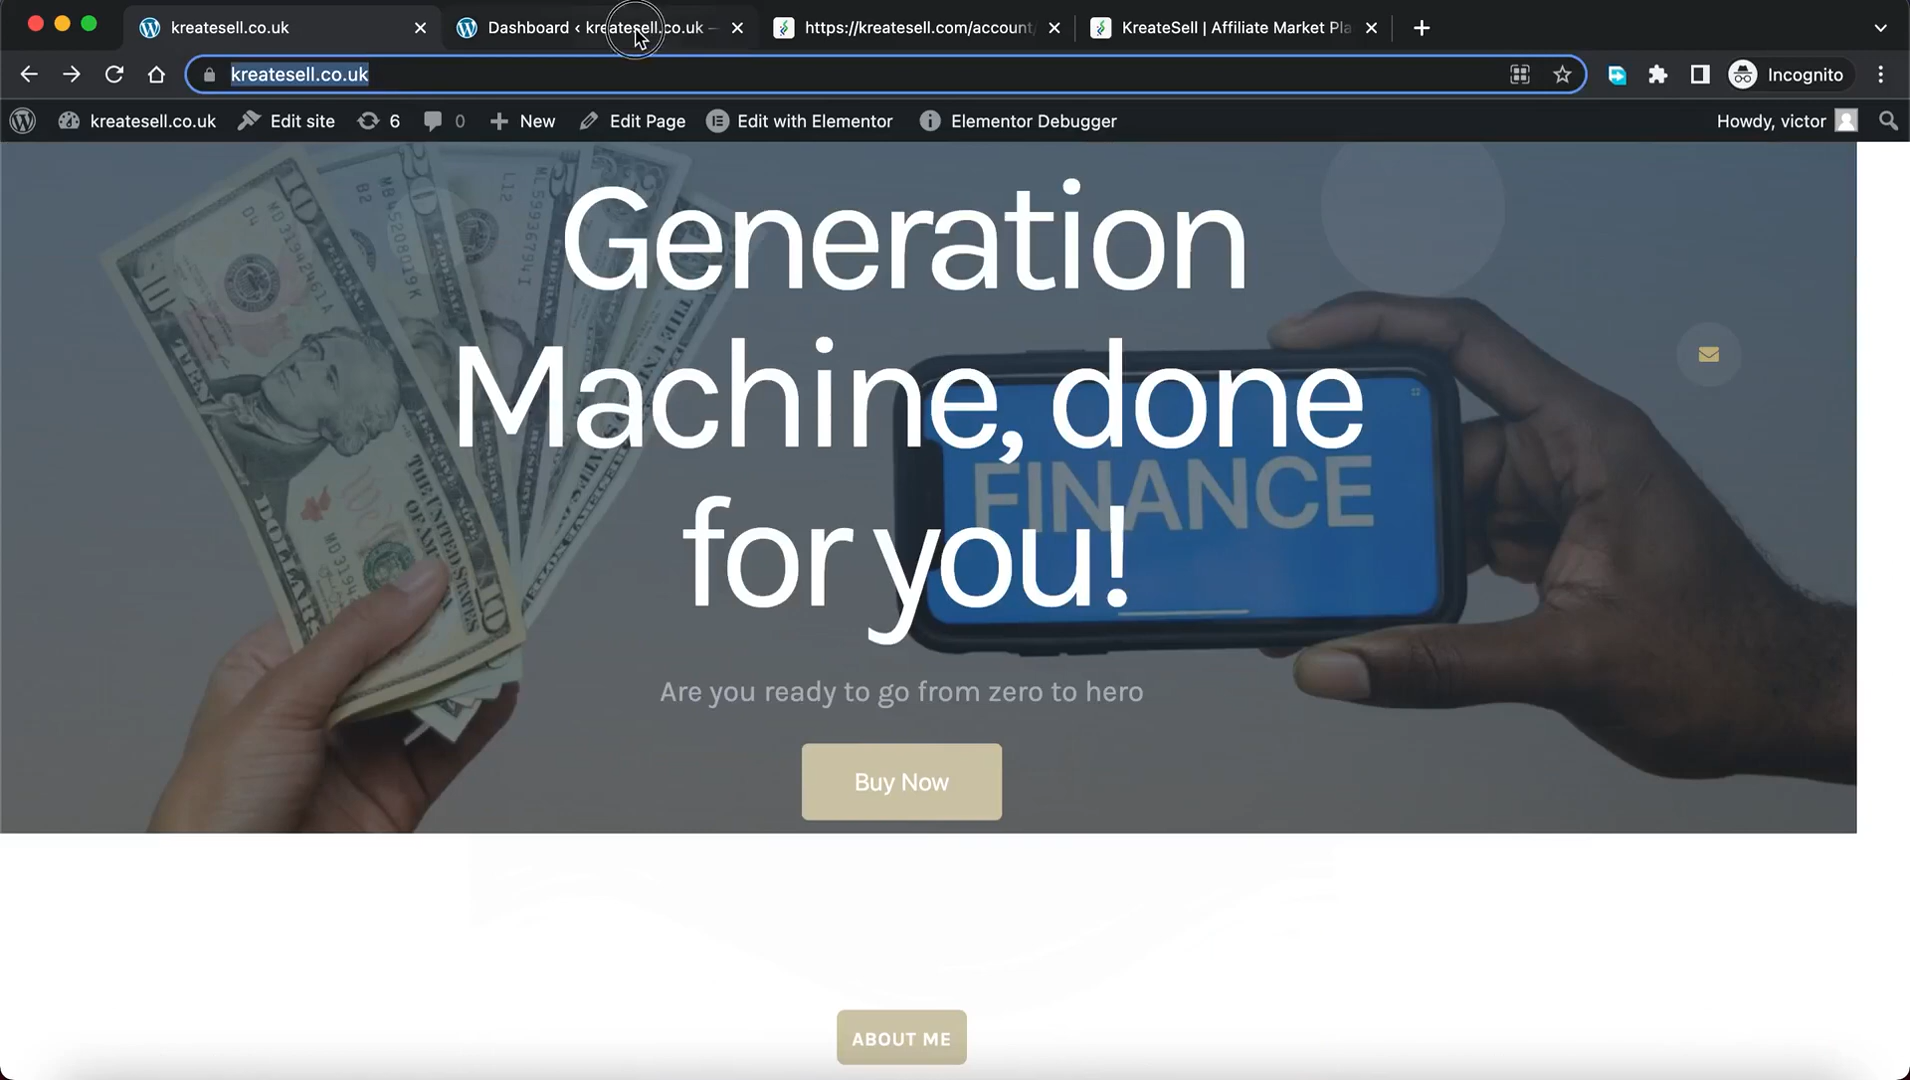 kreatesell.co.uk
Dashboard ‹ kreatesell.co.uk —
https://kreatesell.com/account/
KreateSell | Affiliate Market Pla
kreatesell.co.uk
Incognito
kreatesell.co.uk
Edit site
6
0
New
Edit Page
Edit with Elementor
Elementor Debugger
Howdy, victor
Generation
Machine, done
for you!
FINANCE
Are you ready to go from zero to hero
Buy Now
ABOUT ME